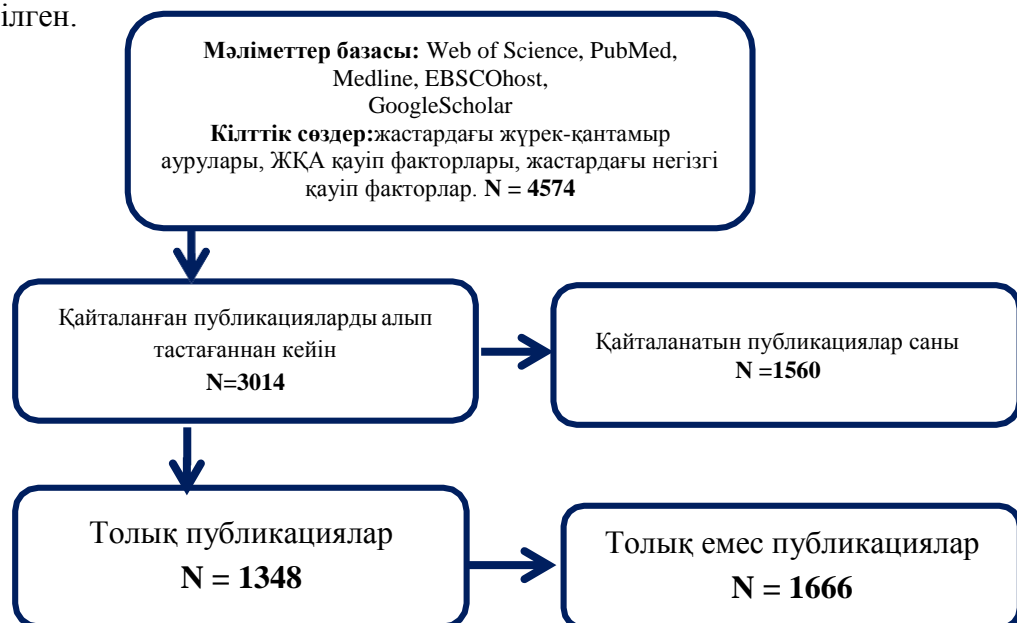 ілген.
Мәліметтер базасы: Web of Science, PubMed,
Medline, EBSCOhost,
GoogleScholar
Кілттік сөздер:жастардағы жүрек-қантамыр
аурулары, ЖҚА қауіп факторлары, жастардағы негізгі
қауіп факторлар. N = 4574
Қайталанған публикацияларды алып
тастағаннан кейін
N=3014
Қайталанатын публикациялар саны
N =1560
Толық публикациялар
N = 1348
Толық емес публикациялар
N = 1666